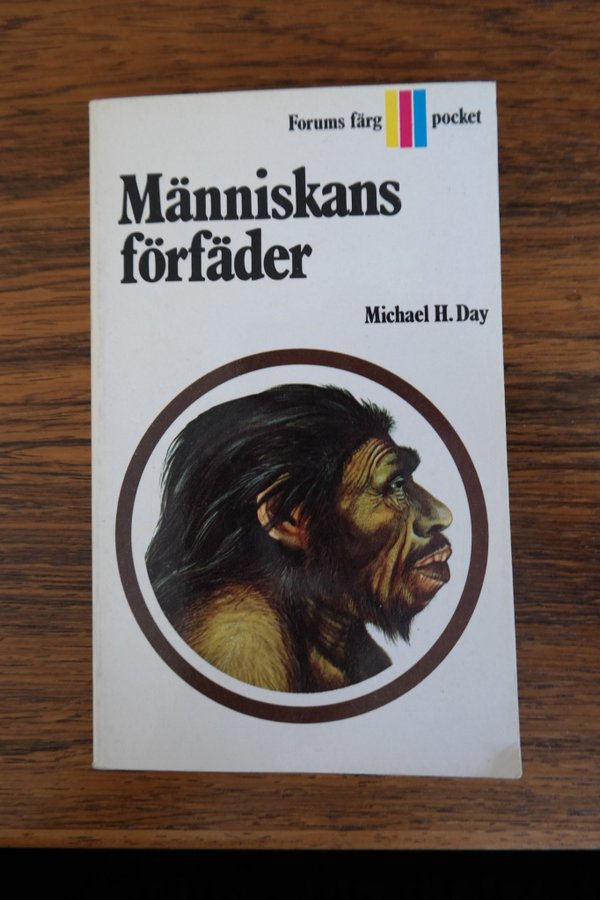 Forums färg pocket
Människans
förfäder
Michael H. Day